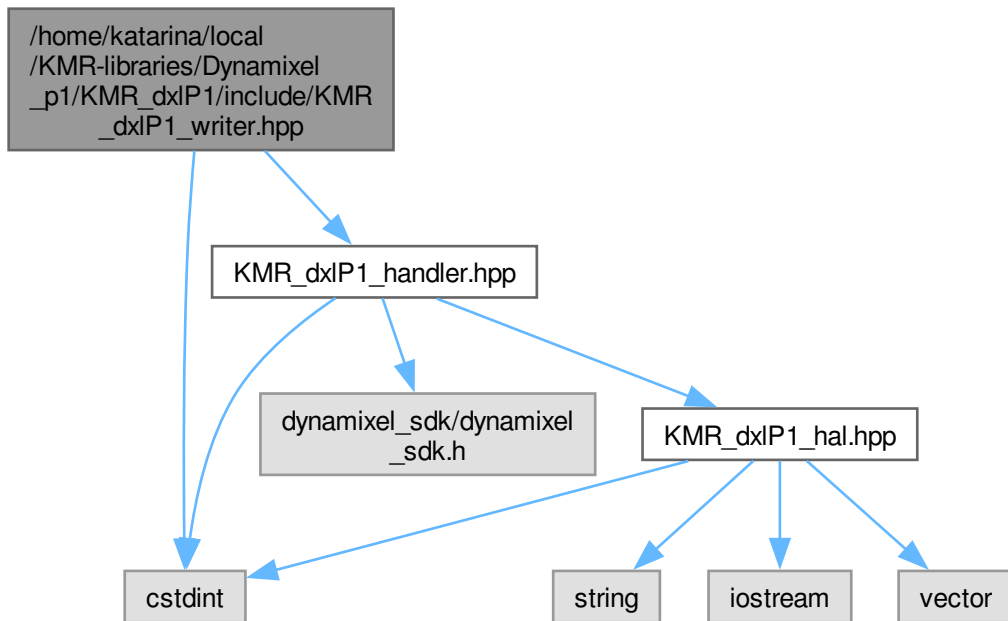 /home/katarina/local
/KMR-libraries/Dynamixel
_p1/KMR_dxlP1/include/KMR
_dxlP1_writer.hpp
KMR_dxlP1_handler.hpp
dynamixel_sdk/dynamixel
_sdk.h
KMR_dxlP1_hal.hpp
cstdint
string
iostream
vector